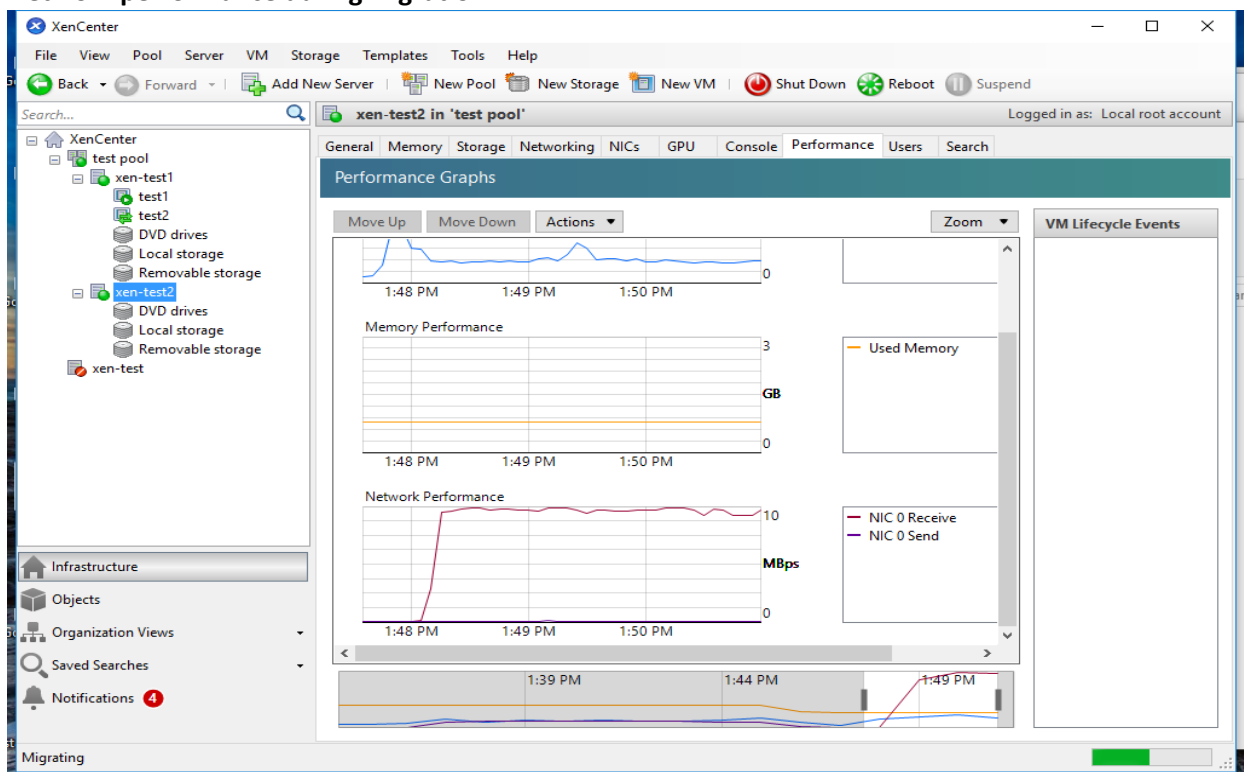 XenCenter
File View Pool Server VM Storage Templates Tools Help
Back Forward Add New Server New Pool New Storage New VM Shut Down Reboot Suspend
Search...
xen-test2 in 'test pool' Logged in as: Local root account
XenCenter
test pool
xen-test1
test1
test2
DVD drives
Local storage
Removable storage
xen-test2
DVD drives
Local storage
Removable storage
xen-test
General Memory Storage Networking NICs GPU Console Performance Users Search
Performance Graphs
Move Up Move Down Actions Zoom
VM Lifecycle Events
0
1:48 PM 1:49 PM 1:50 PM
Memory Performance
3
GB
0
Used Memory
1:48 PM 1:49 PM 1:50 PM
Network Performance
10
MBps
0
NIC 0 Receive
NIC 0 Send
1:48 PM 1:49 PM 1:50 PM
1:39 PM 1:44 PM 1:49 PM
Infrastructure
Objects
Organization Views
Saved Searches
Notifications 4
Migrating